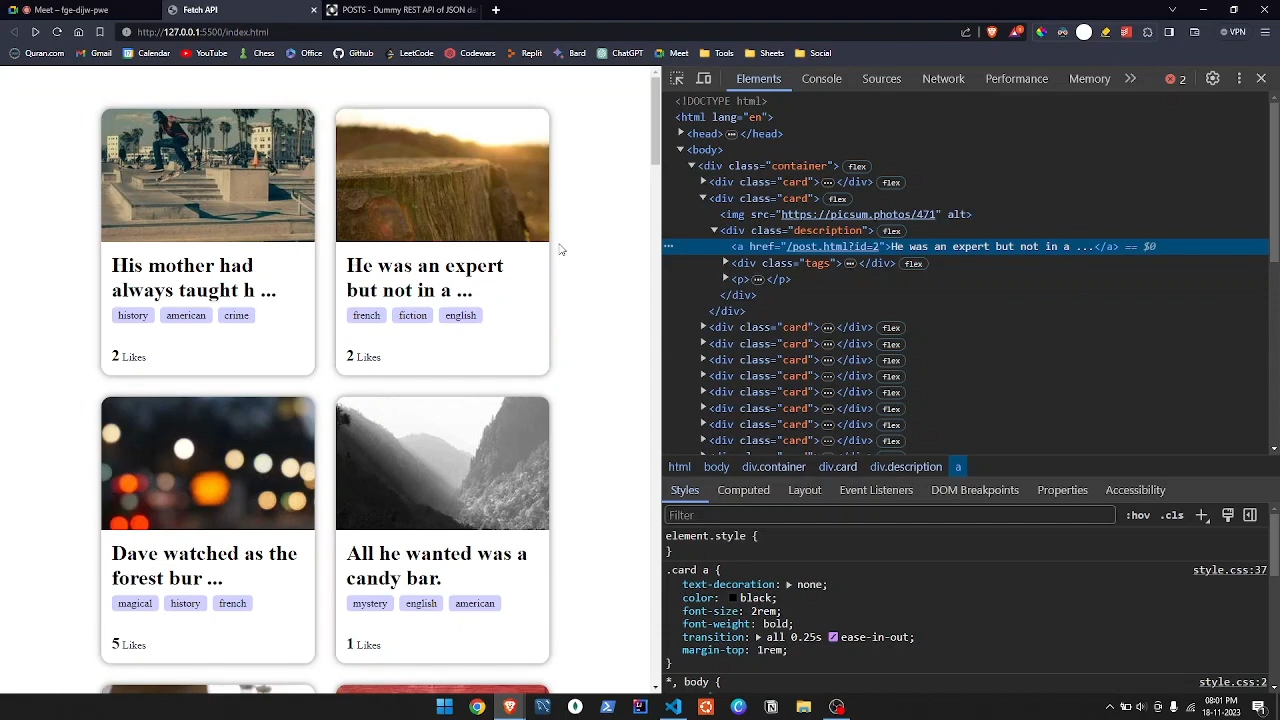 Meet – fge-dijw-pwe
Fetch API
POSTS - Dummy REST API of JSON da
http://127.0.0.1:5500/index.html
VPN
Quran.com Gmail Calendar YouTube Chess Office Github LeetCode Codewars Replit Bard ChatGPT Meet Tools Sheets Social
His mother had
always taught h ...
history american crime
2 Likes
He was an expert
but not in a ...
french fiction english
2 Likes
Dave watched as the
forest bur ...
magical history french
5 Likes
All he wanted was a
candy bar.
mystery english american
1 Likes
Elements Console Sources Network Performance Memory 2
<!DOCTYPE html>
<html lang="en">
<head> </head>
<body>
<div class="container"> flex
<div class="card"> </div> flex
<div class="card"> flex
<img src="https://picsum.photos/471" alt>
<div class="description"> flex
<a href="/post.html?id=2">He was an expert but not in a ...</a> == $0
<div class="tags"> </div> flex
<p> </p>
</div>
</div>
<div class="card"> </div> flex
<div class="card"> </div> flex
<div class="card"> </div> flex
<div class="card"> </div> flex
<div class="card"> </div> flex
<div class="card"> </div> flex
<div class="card"> </div> flex
<div class="card"> </div> flex
html body div.container div.card div.description a
Styles Computed Layout Event Listeners DOM Breakpoints Properties Accessibility
Filter
:hov .cls
element.style {
}
.card a { style.css:37
text-decoration: none;
color: black;
font-size: 2rem;
font-weight: bold;
transition: all 0.25s ease-in-out;
margin-top: 1rem;
}
*, body { style.css:2
08:01 PM
18-11-2023